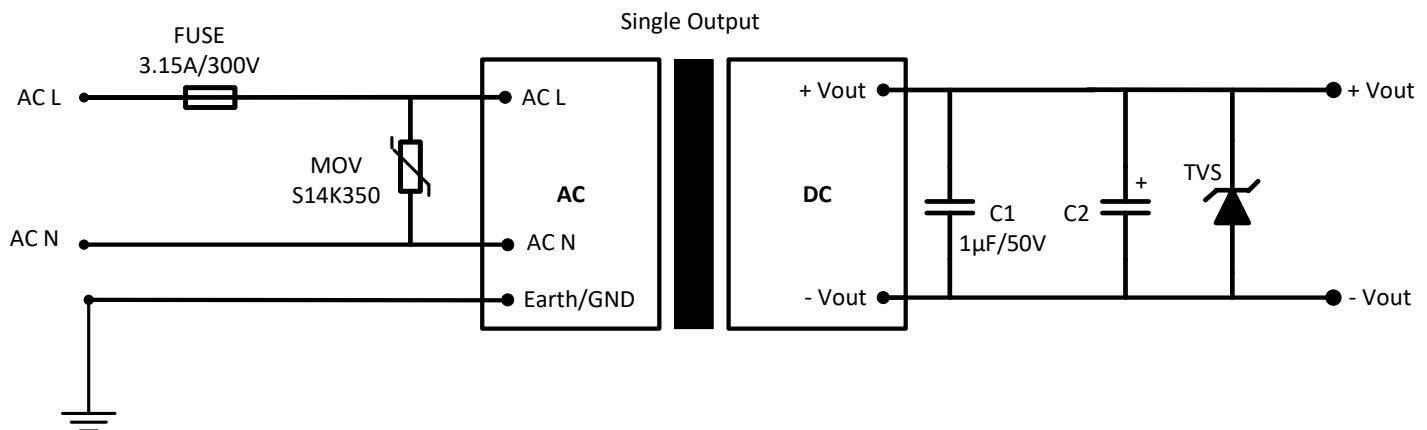 Single Output
FUSE
3.15A/300V
AC L
AC L
+ Vout
+ Vout
MOV
S14K350
AC
DC
TVS
+
C1
1µF/50V
C2
AC N
AC N
Earth/GND
- Vout
- Vout